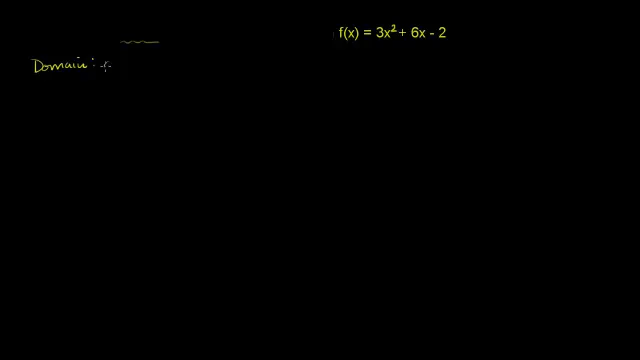 f(x) = 3x² + 6x - 2
Domain: